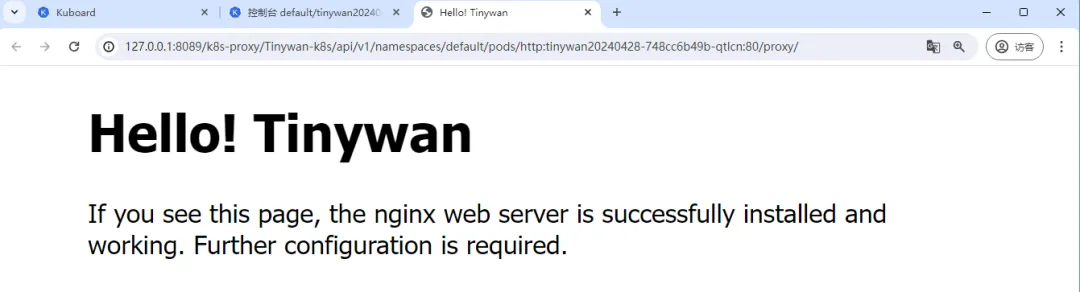 Kuboard
控制台 default/tinywan20240
Hello! Tinywan
127.0.0.1:8089/k8s-proxy/Tinywan-k8s/api/v1/namespaces/default/pods/http:tinywan20240428-748cc6b49b-qtlcn:80/proxy/
访客
Hello! Tinywan
If you see this page, the nginx web server is successfully installed and
working. Further configuration is required.